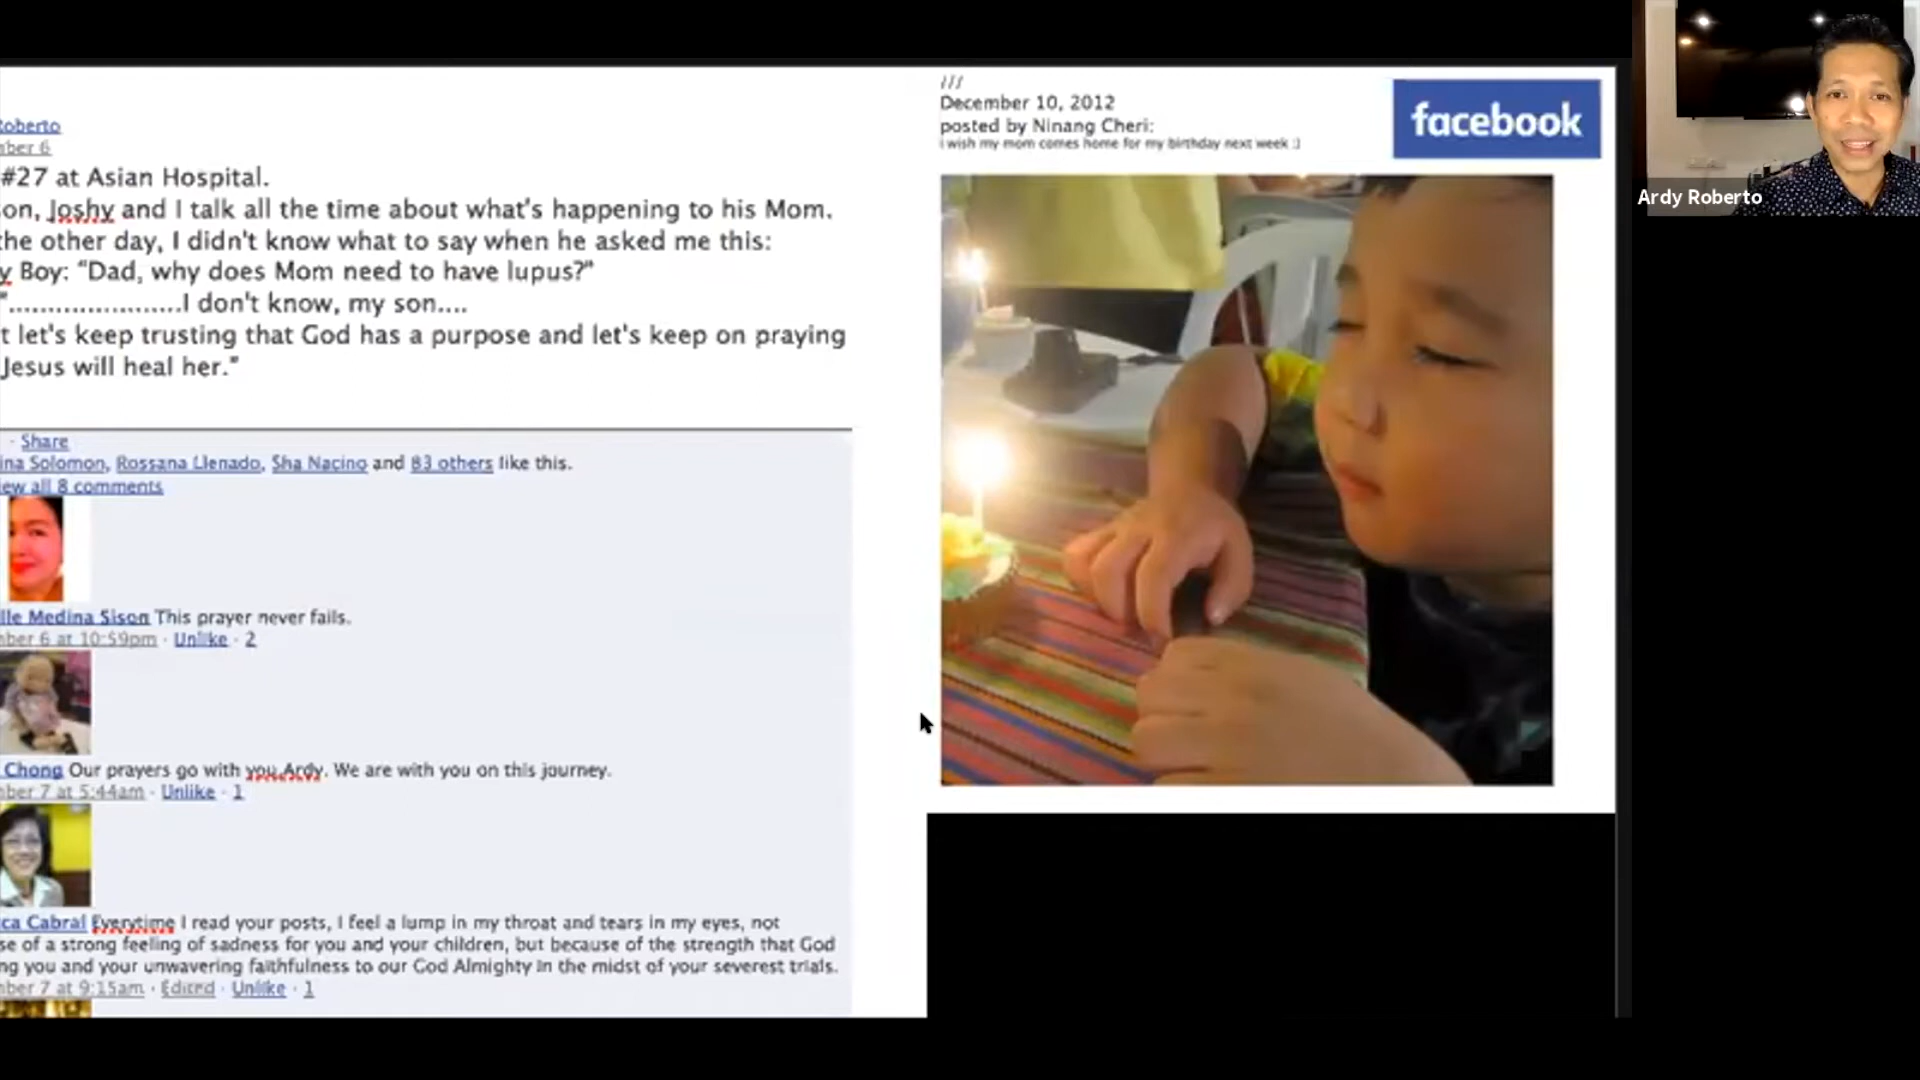 Roberto
ber 6
#27 at Asian Hospital.
on, Joshy and I talk all the time about what's happening to his Mom.
the other day, I didn't know what to say when he asked me this:
y Boy: "Dad, why does Mom need to have lupus?"
"......................I don't know, my son....
t let's keep trusting that God has a purpose and let's keep on praying
Jesus will heal her."
· Share
ina Solomon, Rossana Llenado, Sha Nacino and 83 others like this.
ew all 8 comments
lle Medina Sison This prayer never fails.
ber 6 at 10:59pm · Unlike · 2
Chong Our prayers go with you Ardy. We are with you on this journey.
ber 7 at 5:44am · Unlike · 1
ca Cabral Everytime I read your posts, I feel a lump in my throat and tears in my eyes, not
se of a strong feeling of sadness for you and your children, but because of the strength that God
ng you and your unwavering faithfulness to our God Almighty in the midst of your severest trials.
ber 7 at 9:15am · Edited · Unlike · 1
///
December 10, 2012
posted by Ninang Cheri:
i wish my mom comes home for my birthday next week :)
facebook
Ardy Roberto